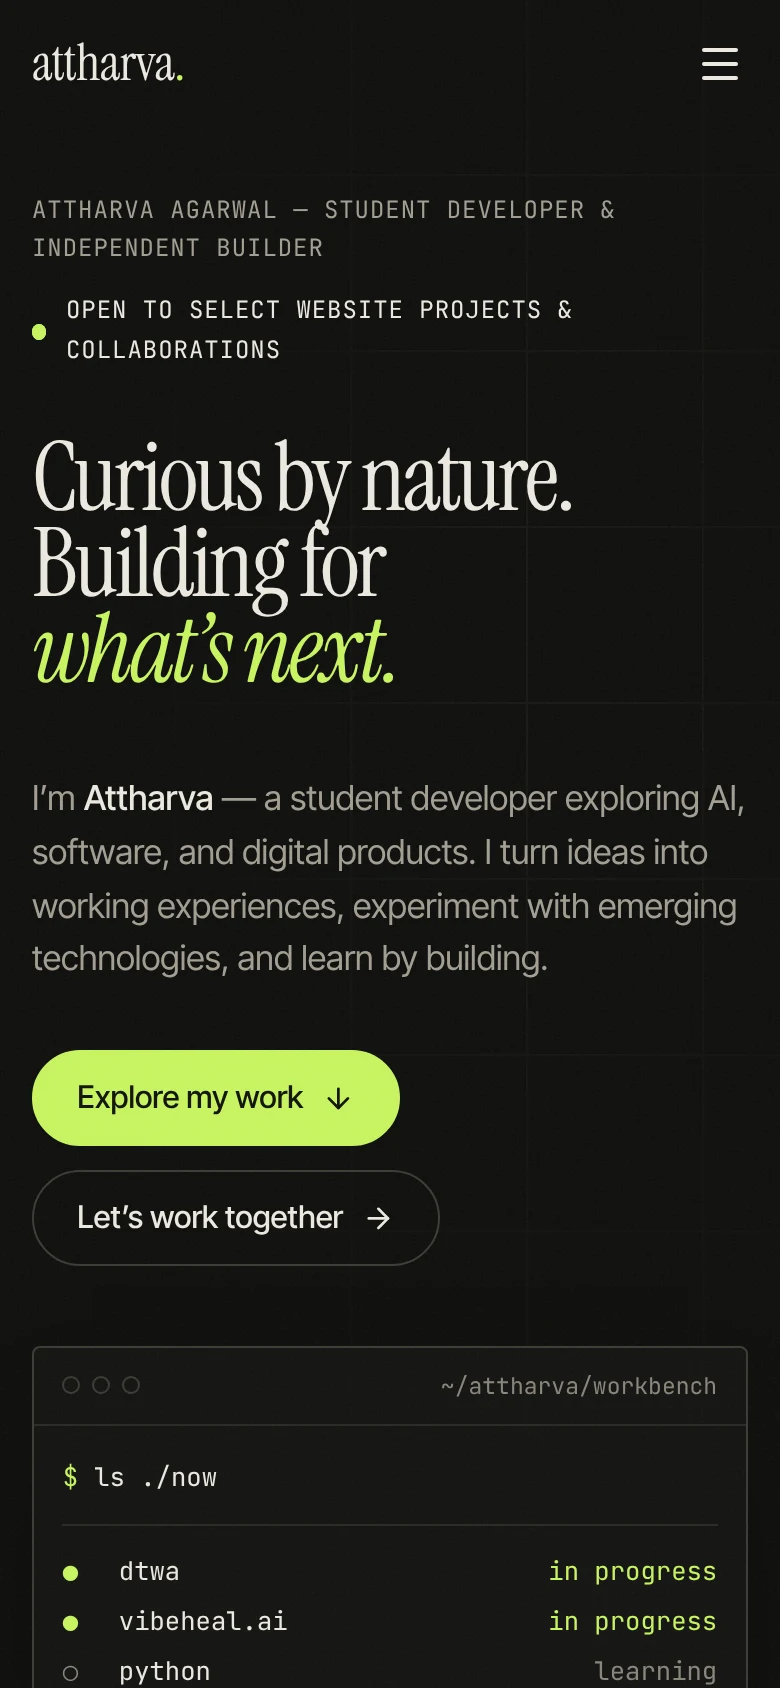 attharva.
ATTHARVA AGARWAL — STUDENT DEVELOPER &
INDEPENDENT BUILDER
OPEN TO SELECT WEBSITE PROJECTS &
COLLABORATIONS
Curious by nature.
Building for
what’s next.
I’m Attharva — a student developer exploring AI,
software, and digital products. I turn ideas into
working experiences, experiment with emerging
technologies, and learn by building.
Explore my work ↓
Let’s work together →
~/attharva/workbench
$ ls ./now
dtwa in progress
vibeheal.ai in progress
python learning